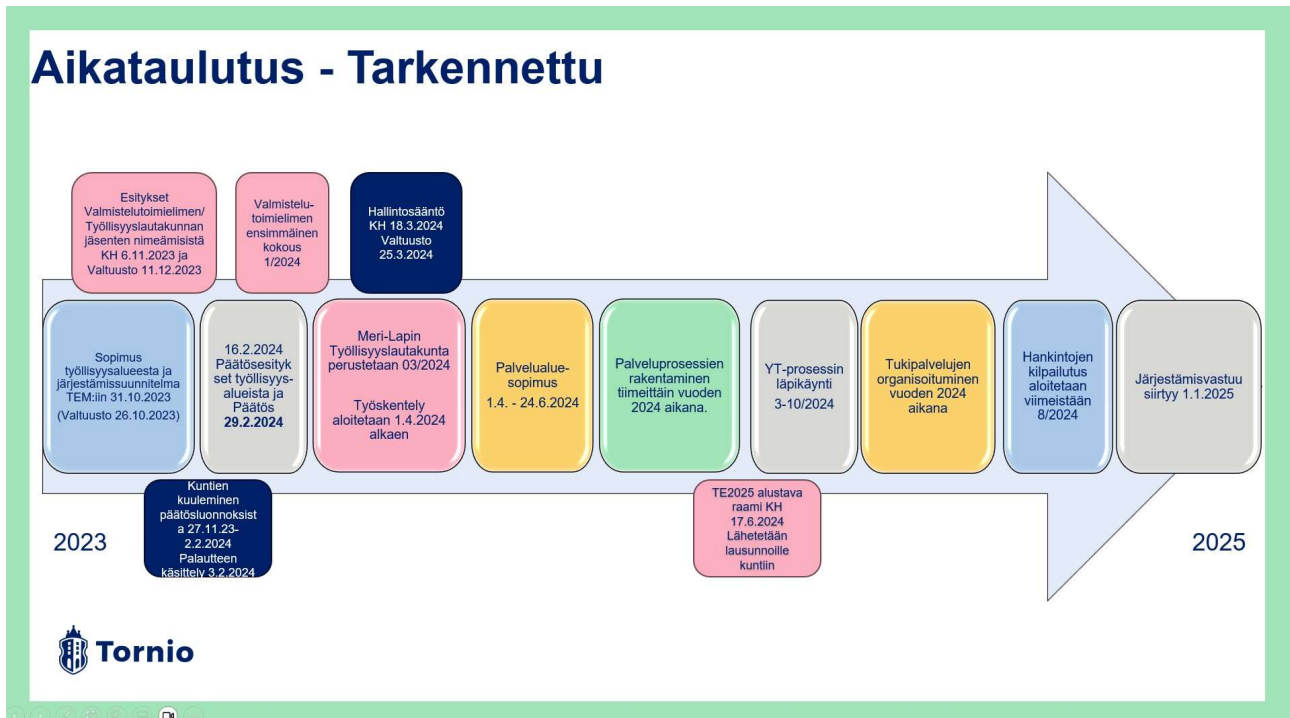 Aikataulutus - Tarkennettu
Esitykset
Valmistelutoimielimen/
Työllisyyslautakunnan
jäsenten nimeämisistä
KH 6.11.2023 ja
Valtuusto 11.12.2023
Valmistelu-
toimielimen
ensimmäinen
kokous
1/2024
Hallintosääntö
KH 18.3.2024
Valtuusto
25.3.2024
Sopimus
työllisyysalueesta ja
järjestämissuunnitelma
TEM:iin 31.10.2023
(Valtuusto 26.10.2023)
16.2.2024
Päätösesityk
set työllisyys-
alueista ja
Päätös
29.2.2024
Meri-Lapin
Työllisyyslautakunta
perustetaan 03/2024
Työskentely
aloitetaan 1.4.2024
alkaen
Palvelualue-
sopimus
1.4. - 24.6.2024
Palveluprosessien
rakentaminen
tiimeittäin vuoden
2024 aikana.
YT-prosessin
läpikäynti
3-10/2024
Tukipalvelujen
organisoituminen
vuoden 2024
aikana
Hankintojen
kilpailutus
aloitetaan
viimeistään
8/2024
Järjestämisvastuu
siirtyy 1.1.2025
Kuntien
kuuleminen
päätösluonnoksist
a 27.11.23-
2.2.2024
Palautteen
käsittely 3.2.2024
TE2025 alustava
raami KH
17.6.2024
Lähetetään
lausunnoille
kuntiin
2023
2025
Tornio